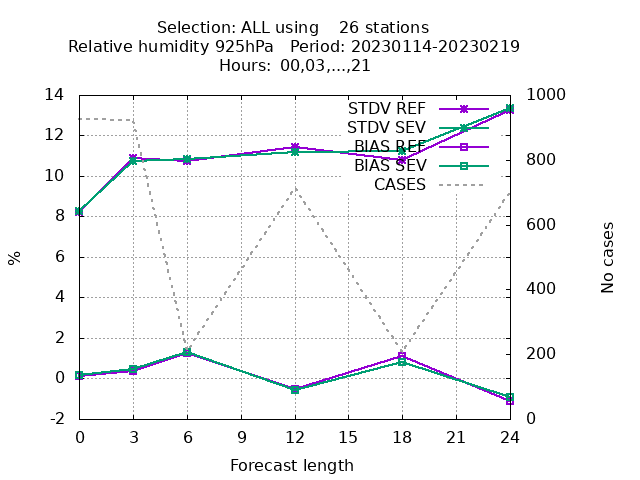 Selection: ALL using    26 stations
Relative humidity 925hPa   Period: 20230114-20230219
Hours: 00,03,...,21
14
12
10
8
6
4
2
0
-2
%
1000
800
600
400
200
0
No cases
STDV REF
STDV SEV
BIAS REF
BIAS SEV
CASES
0 3 6 9 12 15 18 21 24
Forecast length